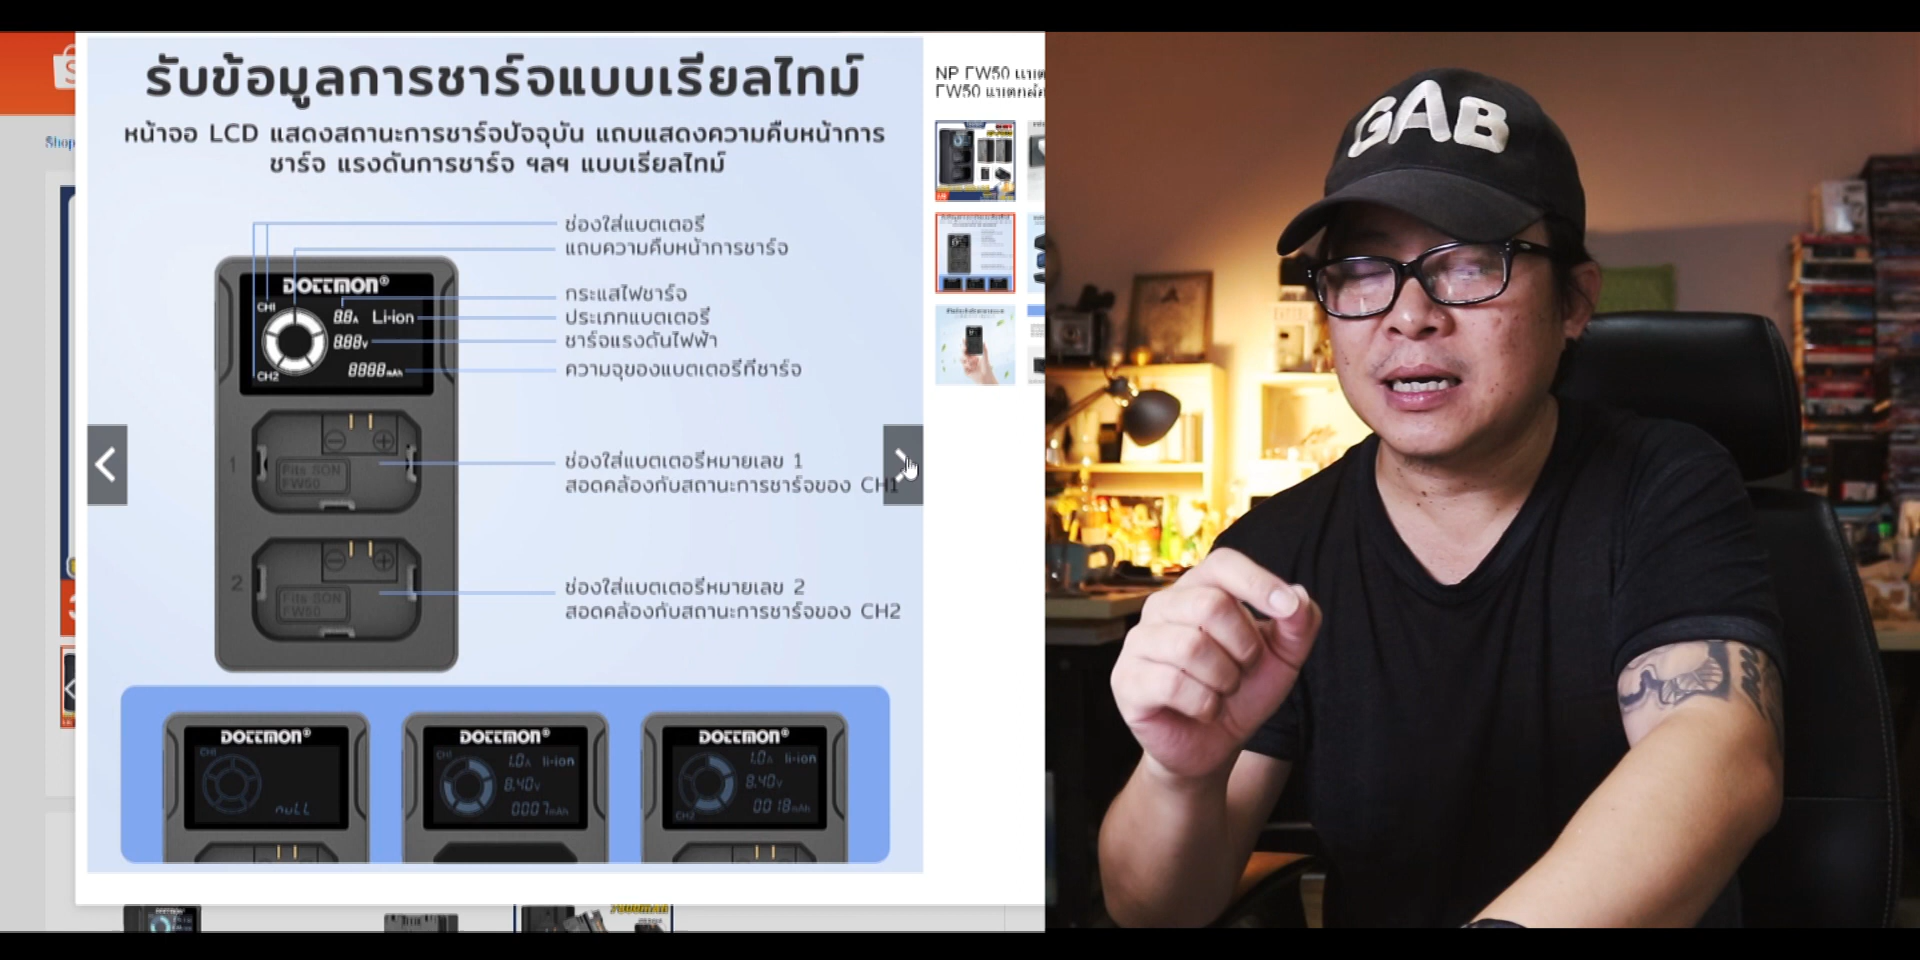 รับข้อมูลการชาร์จแบบเรียลไทม์
หน้าจอ LCD แสดงสถานะการชาร์จปัจจุบัน แถบแสดงความคืบหน้าการ
ชาร์จ แรงดันการชาร์จ ฯลฯ แบบเรียลไทม์
ช่องใส่แบตเตอรี่
แถบความคืบหน้าการชาร์จ
กระแสไฟชาร์จ
ประเภทแบตเตอรี่
ชาร์จแรงดันไฟฟ้า
ความจุของแบตเตอรี่ที่ชาร์จ
DOTTMON®
CH1
8.8A Li-ion
8.88v
CH2
8888mAh
1
Fits SON
FW50
ช่องใส่แบตเตอรี่หมายเลข 1
สอดคล้องกับสถานะการชาร์จของ CH1
2
Fits SON
FW50
ช่องใส่แบตเตอรี่หมายเลข 2
สอดคล้องกับสถานะการชาร์จของ CH2
DOTTMON®
CH1
null
DOTTMON®
CH1
1.0A li-ion
8.40v
0007mAh
DOTTMON®
1.0A li-ion
8.40v
CH2
0018mAh
Shop
NP FW50
FW50
GAB